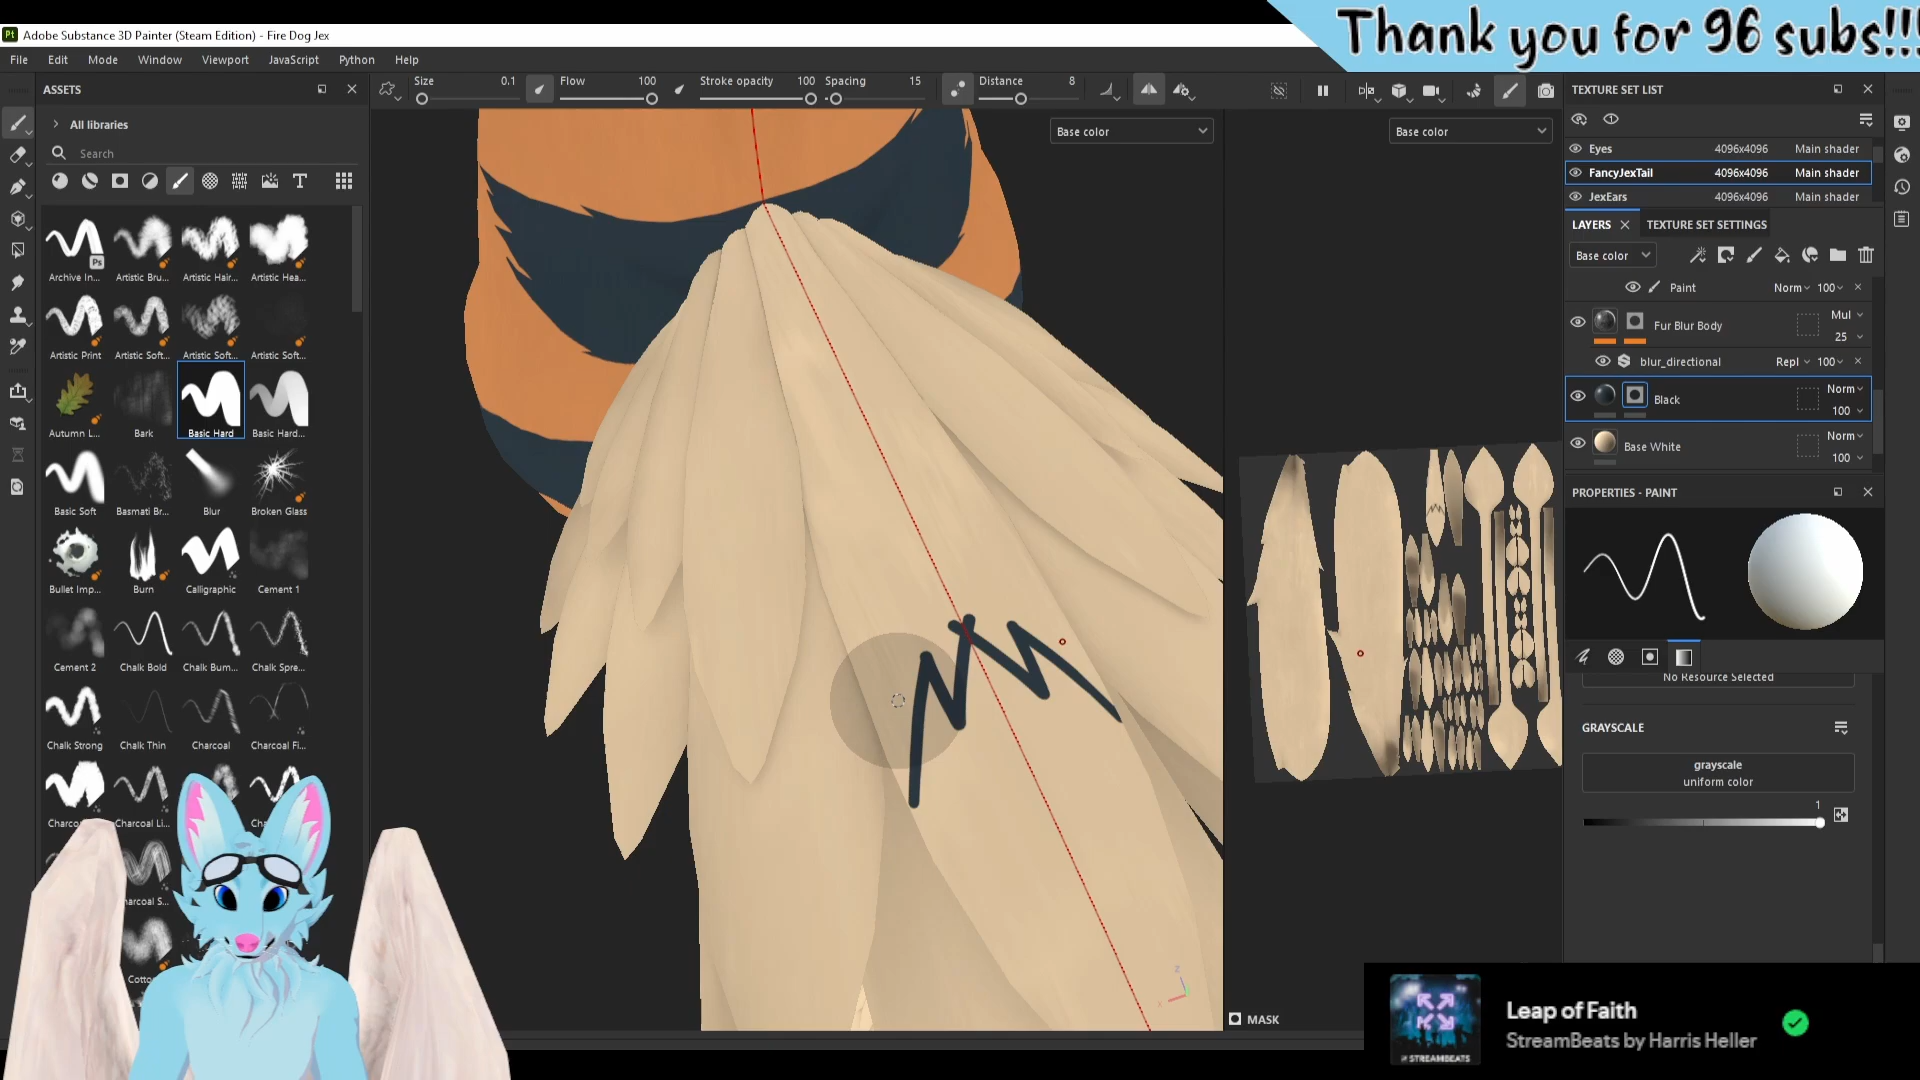 Thank you for 96 subs!!!
Pt Adobe Substance 3D Painter (Steam Edition) - Fire Dog Jex
File Edit Mode Window Viewport JavaScript Python Help
ASSETS
Size 0.1 Flow 100 Stroke opacity 100 Spacing 15 Distance 8
TEXTURE SET LIST
All libraries
Search
Base color
Base color
Eyes 4096x4096 Main shader
FancyJexTail 4096x4096 Main shader
JexEars 4096x4096 Main shader
LAYERS TEXTURE SET SETTINGS
Base color
Ps
Archive In... Artistic Bru... Artistic Hair... Artistic Hea...
Artistic Print Artistic Soft... Artistic Sof... Artistic Soft...
Autumn L... Bark Basic Hard Basic Hard...
Basic Soft Basmati Br... Blur Broken Glass
Bullet Imp... Burn Calligraphic Cement 1
Cement 2 Chalk Bold Chalk Bum... Chalk Spre...
Chalk Strong Chalk Thin Charcoal Charcoal Fi...
Paint Norm 100
Fur Blur Body Mul 25
blur_directional Repl 100
Black Norm 100
Base White Norm 100
PROPERTIES - PAINT
No Resource Selected
GRAYSCALE
grayscale
uniform color
1
MASK
Leap of Faith
StreamBeats by Harris Heller
STREAMBEATS